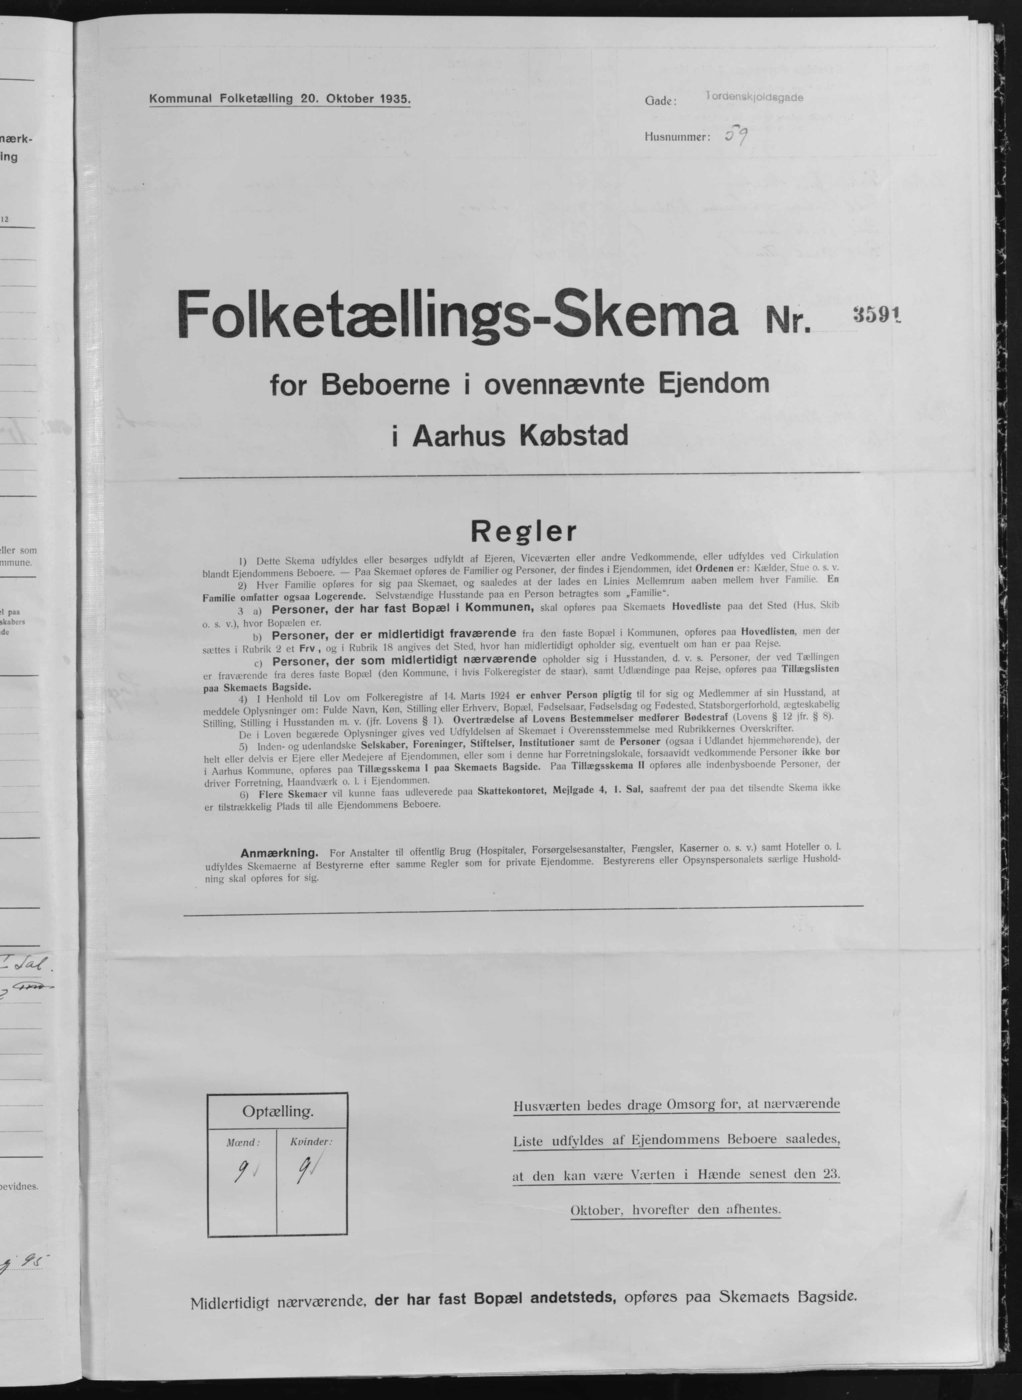 Kommunal Folketælling 20. Oktober 1935.
Gade: Tordenskjoldsgade
Husnummer: 59
Folketællings-Skema Nr. 3591
for Beboerne i ovennævnte Ejendom
i Aarhus Købstad
Regler
1) Dette Skema udfyldes eller besørges udfyldt af Ejeren, Viceværten eller andre Vedkommende, eller udfyldes ved Cirkulation
blandt Ejendommens Beboere. — Paa Skemaet opføres de Familier og Personer, der findes i Ejendommen, idet Ordenen er: Kælder, Stue o. s. v.
2) Hver Familie opføres for sig paa Skemaet, og saaledes at der lades en Linies Mellemrum aaben mellem hver Familie. En
Familie omfatter ogsaa Logerende. Selvstændige Husstande paa en Person betragtes som „Familie“.
3 a) Personer, der har fast Bopæl i Kommunen, skal opføres paa Skemaets Hovedliste paa det Sted (Hus, Skib
o. s. v.), hvor Bopælen er.
b) Personer, der er midlertidigt fraværende fra den faste Bopæl i Kommunen, opføres paa Hovedlisten, men der
sættes i Rubrik 2 et Frv., og i Rubrik 18 angives det Sted, hvor han midlertidigt opholder sig, eventuelt om han er paa Rejse.
c) Personer, der som midlertidigt nærværende opholder sig i Husstanden, d. v. s. Personer, der ved Tællingen
er fraværende fra deres faste Bopæl (den Kommune, i hvis Folkeregister de staar), samt Udlændinge paa Rejse, opføres paa Tillægslisten
paa Skemaets Bagside.
4) I Henhold til Lov om Folkeregistre af 14. Marts 1924 er enhver Person pligtig til for sig og Medlemmer af sin Husstand, at
meddele Oplysninger om: Fulde Navn, Køn, Stilling eller Erhverv, Bopæl, Fødselsaar, Fødselsdag og Fødested, Statsborgerforhold, ægteskabelig
Stilling, Stilling i Husstanden m. v. (jfr. Lovens § 1). Overtrædelse af Lovens Bestemmelser medfører Bødestraf (Lovens § 12 jfr. § 8).
De i Loven begærede Oplysninger gives ved Udfyldelsen af Skemaet i Overensstemmelse med Rubrikkernes Overskrifter.
5) Inden- og udenlandske Selskaber, Foreninger, Stiftelser, Institutioner samt de Personer (ogsaa i Udlandet hjemmehørende), der
helt eller delvis er Ejere eller Medejere af Ejendommen, eller som i denne har Forretningslokale, forsaavidt vedkommende Personer ikke bor
i Aarhus Kommune, opføres paa Tillægsskema I paa Skemaets Bagside. Paa Tillægsskema II opføres alle indenbysboende Personer, der
driver Forretning, Haandværk o. l. i Ejendommen.
6) Flere Skemaer vil kunne faas udleverede paa Skattekontoret, Mejlgade 4, 1. Sal, saafremt der paa det tilsendte Skema ikke
er tilstrækkelig Plads til alle Ejendommens Beboere.
Anmærkning. For Anstalter til offentlig Brug (Hospitaler, Forsørgelsesanstalter, Fængsler, Kaserner o. s. v.) samt Hoteller o. l.
udfyldes Skemaerne af Bestyrerne efter samme Regler som for private Ejendomme. Bestyrerens eller Opsynspersonalets særlige Hushold-
ning skal opføres for sig.
Optælling.
Mænd: Kvinder:
9 9
Husværten bedes drage Omsorg for, at nærværende
Liste udfyldes af Ejendommens Beboere saaledes,
at den kan være Værten i Hænde senest den 23.
Oktober, hvorefter den afhentes.
Midlertidigt nærværende, der har fast Bopæl andetsteds, opføres paa Skemaets Bagside.
mærk-
ing
12
eller som
mmune.
el paa
skabers
de
Sal.
bevidnes.
95